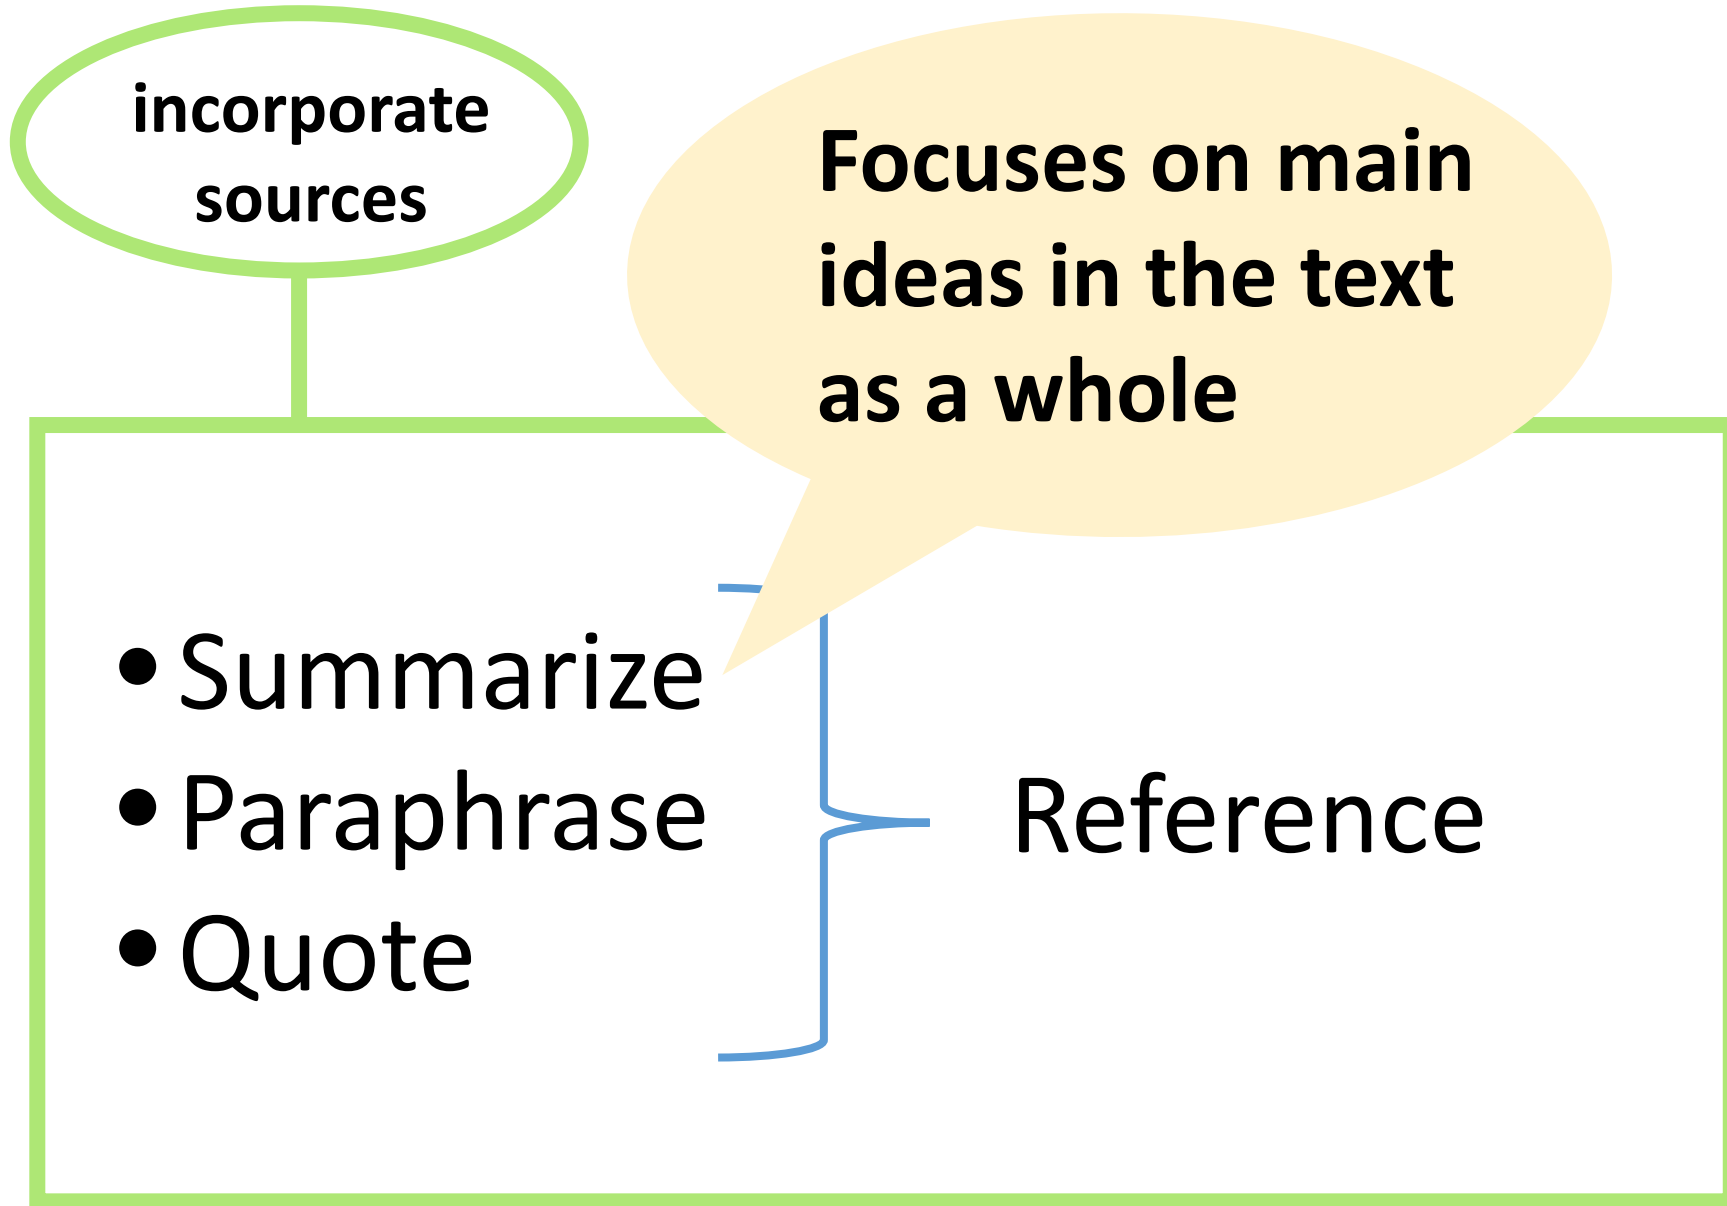 incorporate
sources
Focuses on main
ideas in the text
as a whole
• Summarize
• Paraphrase
• Quote
Reference